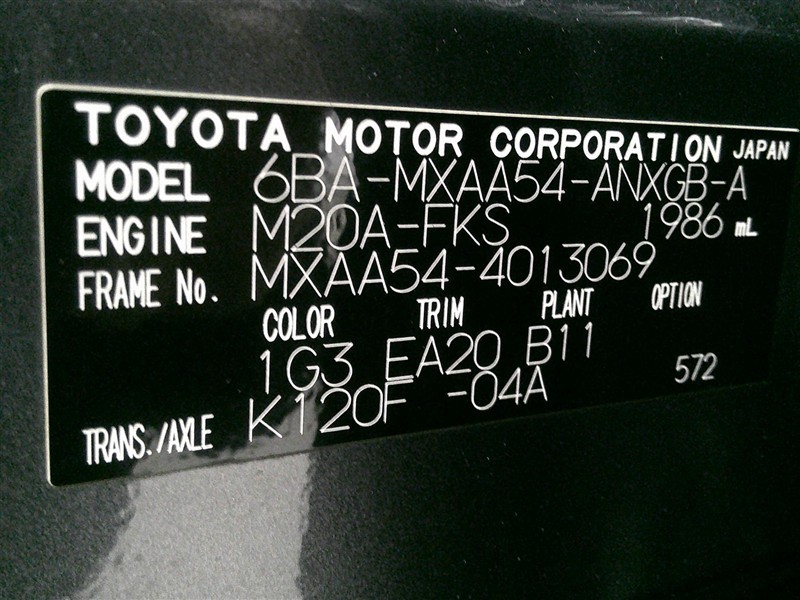 TOYOTA MOTOR CORPORATION JAPAN
MODEL 6BA-MXAA54-ANXGB-A
ENGINE M20A-FKS 1986 mL
FRAME No. MXAA54-4013069
COLOR TRIM PLANT OPTION
1G3 EA20 B11 572
TRANS./AXLE K120F -04A